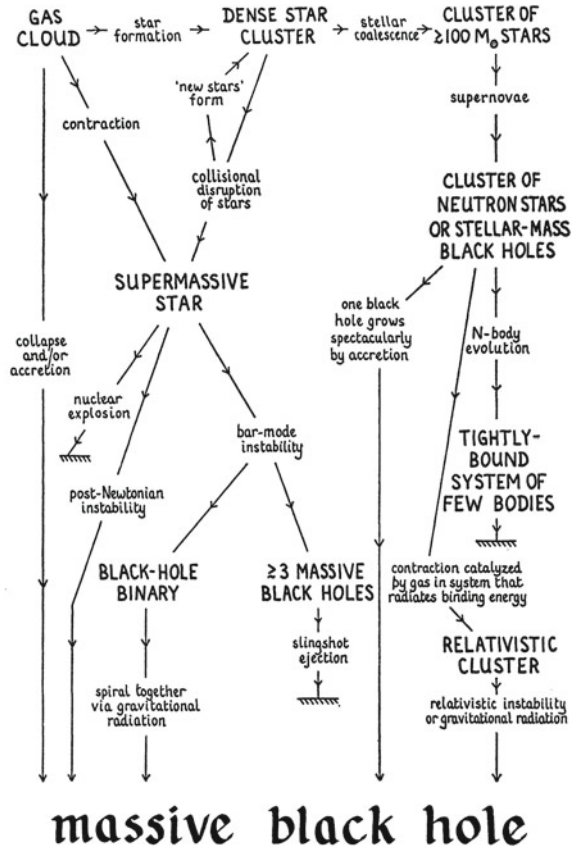 GAS
CLOUD
star
formation
DENSE STAR
CLUSTER
stellar
coalescence
CLUSTER OF
≥100 M⊙ STARS
'new stars'
form
contraction
supernovae
collisional
disruption
of stars
CLUSTER OF
NEUTRON STARS
OR STELLAR-MASS
BLACK HOLES
SUPERMASSIVE
STAR
one black
hole grows
spectacularly
by accretion
N-body
evolution
collapse
and/or
accretion
nuclear
explosion
bar-mode
instability
TIGHTLY-
BOUND
SYSTEM OF
FEW BODIES
post-Newtonian
instability
BLACK-HOLE
BINARY
≥3 MASSIVE
BLACK HOLES
contraction catalyzed
by gas in system that
radiates binding energy
slingshot
ejection
RELATIVISTIC
CLUSTER
spiral together
via gravitational
radiation
relativistic instability
or gravitational radiation
massive black hole